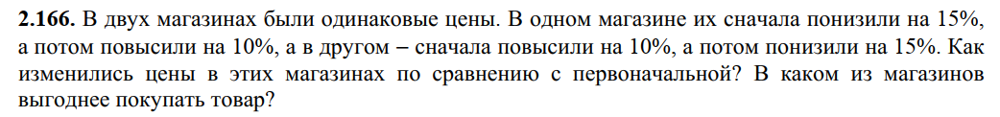 2.166. В двух магазинах были одинаковые цены. В одном магазине их сначала понизили на 15%,
а потом повысили на 10%, а в другом − сначала повысили на 10%, а потом понизили на 15%. Как
изменились цены в этих магазинах по сравнению с первоначальной? В каком из магазинов
выгоднее покупать товар?